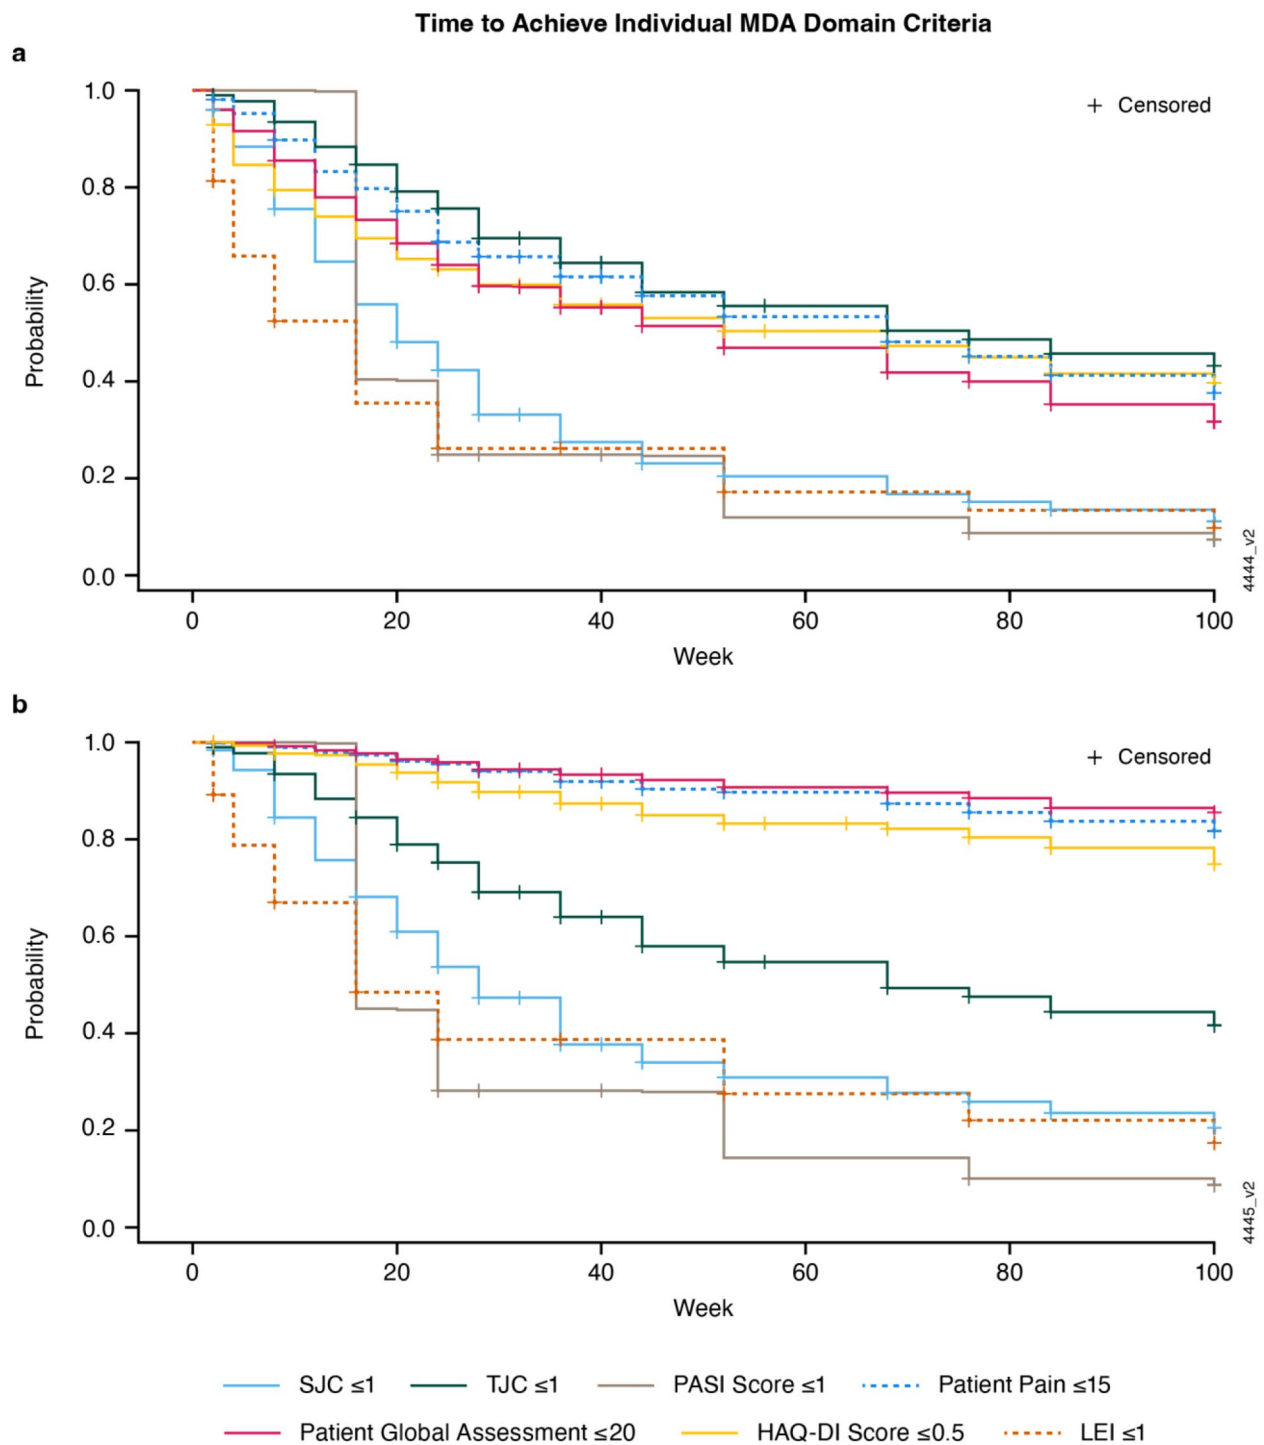 Time to Achieve Individual MDA Domain Criteria
a
1.0
+ Censored
0.8
0.6
Probability
0.4
0.2
0.0
4444_v2
0 20 40 60 80 100
Week
b
1.0
+ Censored
0.8
0.6
Probability
0.4
0.2
0.0
4445_v2
0 20 40 60 80 100
Week
SJC ≤1 TJC ≤1 PASI Score ≤1 Patient Pain ≤15
Patient Global Assessment ≤20 HAQ-DI Score ≤0.5 LEI ≤1